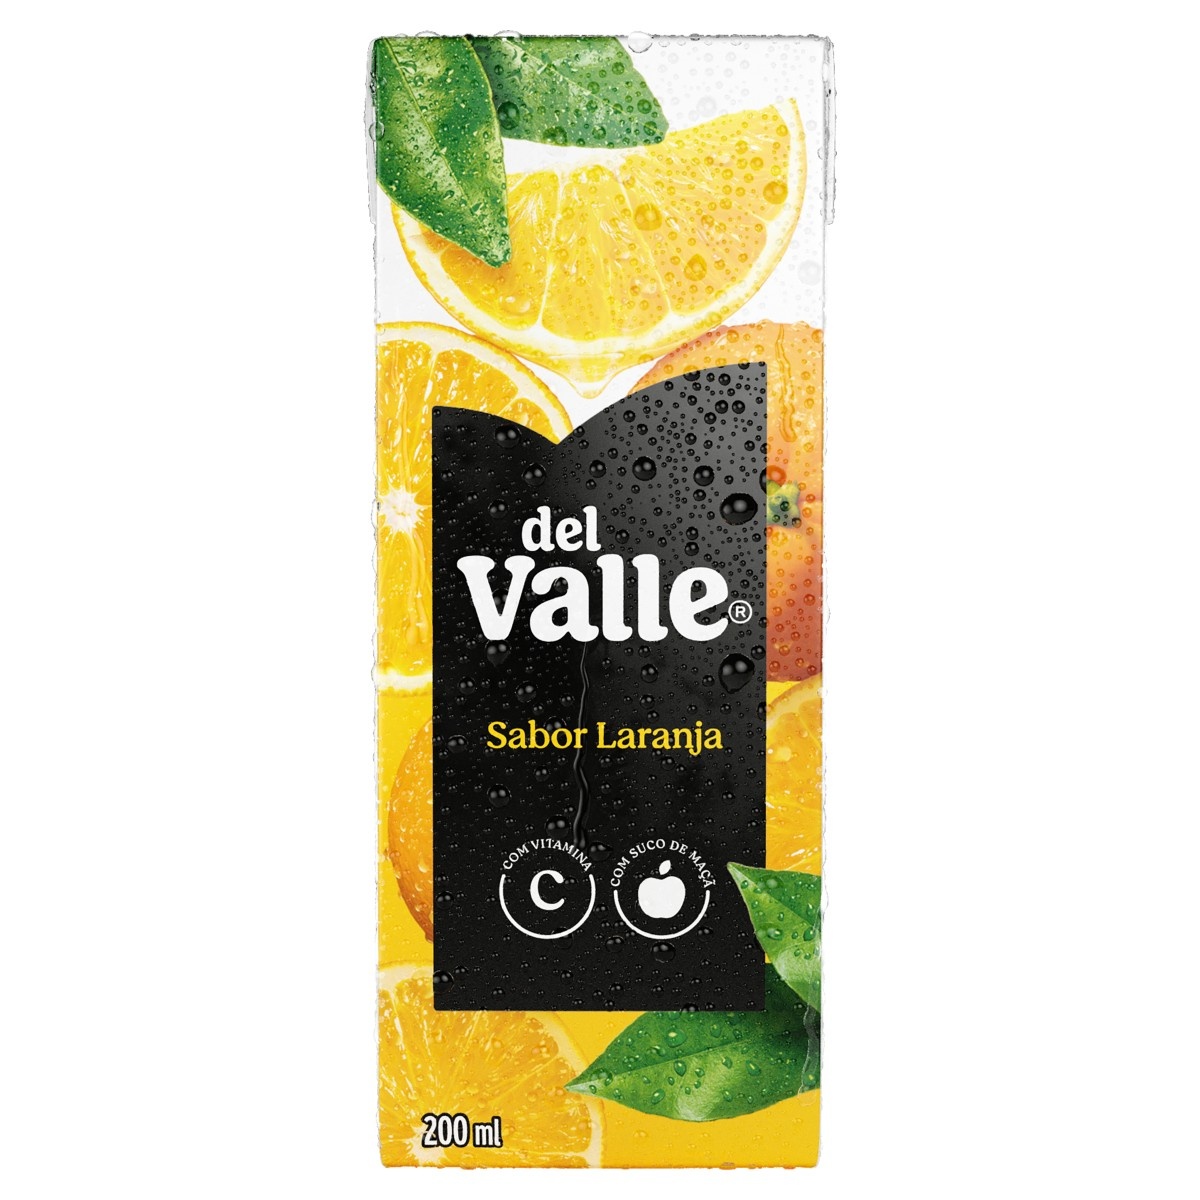 del
Valle®
Sabor Laranja
COM VITAMINA
C
COM SUCO DE MAÇÃ
200 ml